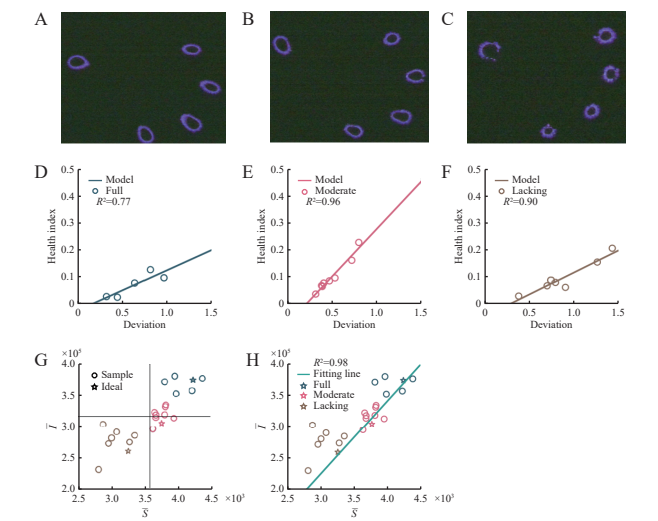 A B C
D E F
0.5 Model Full R²=0.77
0.4
0.3
0.2
0.1
0
0 0.5 1.0 1.5
Health index
Deviation
0.5 Model Moderate R²=0.96
0.4
0.3
0.2
0.1
0
0 0.5 1.0 1.5
Health index
Deviation
0.5 Model Lacking R²=0.90
0.4
0.3
0.2
0.1
0
0 0.5 1.0 1.5
Health index
Deviation
G H
×10⁵
4.0 Sample
Ideal
3.5
3.0
2.5
2.0
2.5 3.0 3.5 4.0 4.5 ×10³
I̅
S̅
×10⁵
R²=0.98
4.0 Fitting line
Full
3.5 Moderate
Lacking
3.0
2.5
2.0
2.5 3.0 3.5 4.0 4.5 ×10³
I̅
S̅